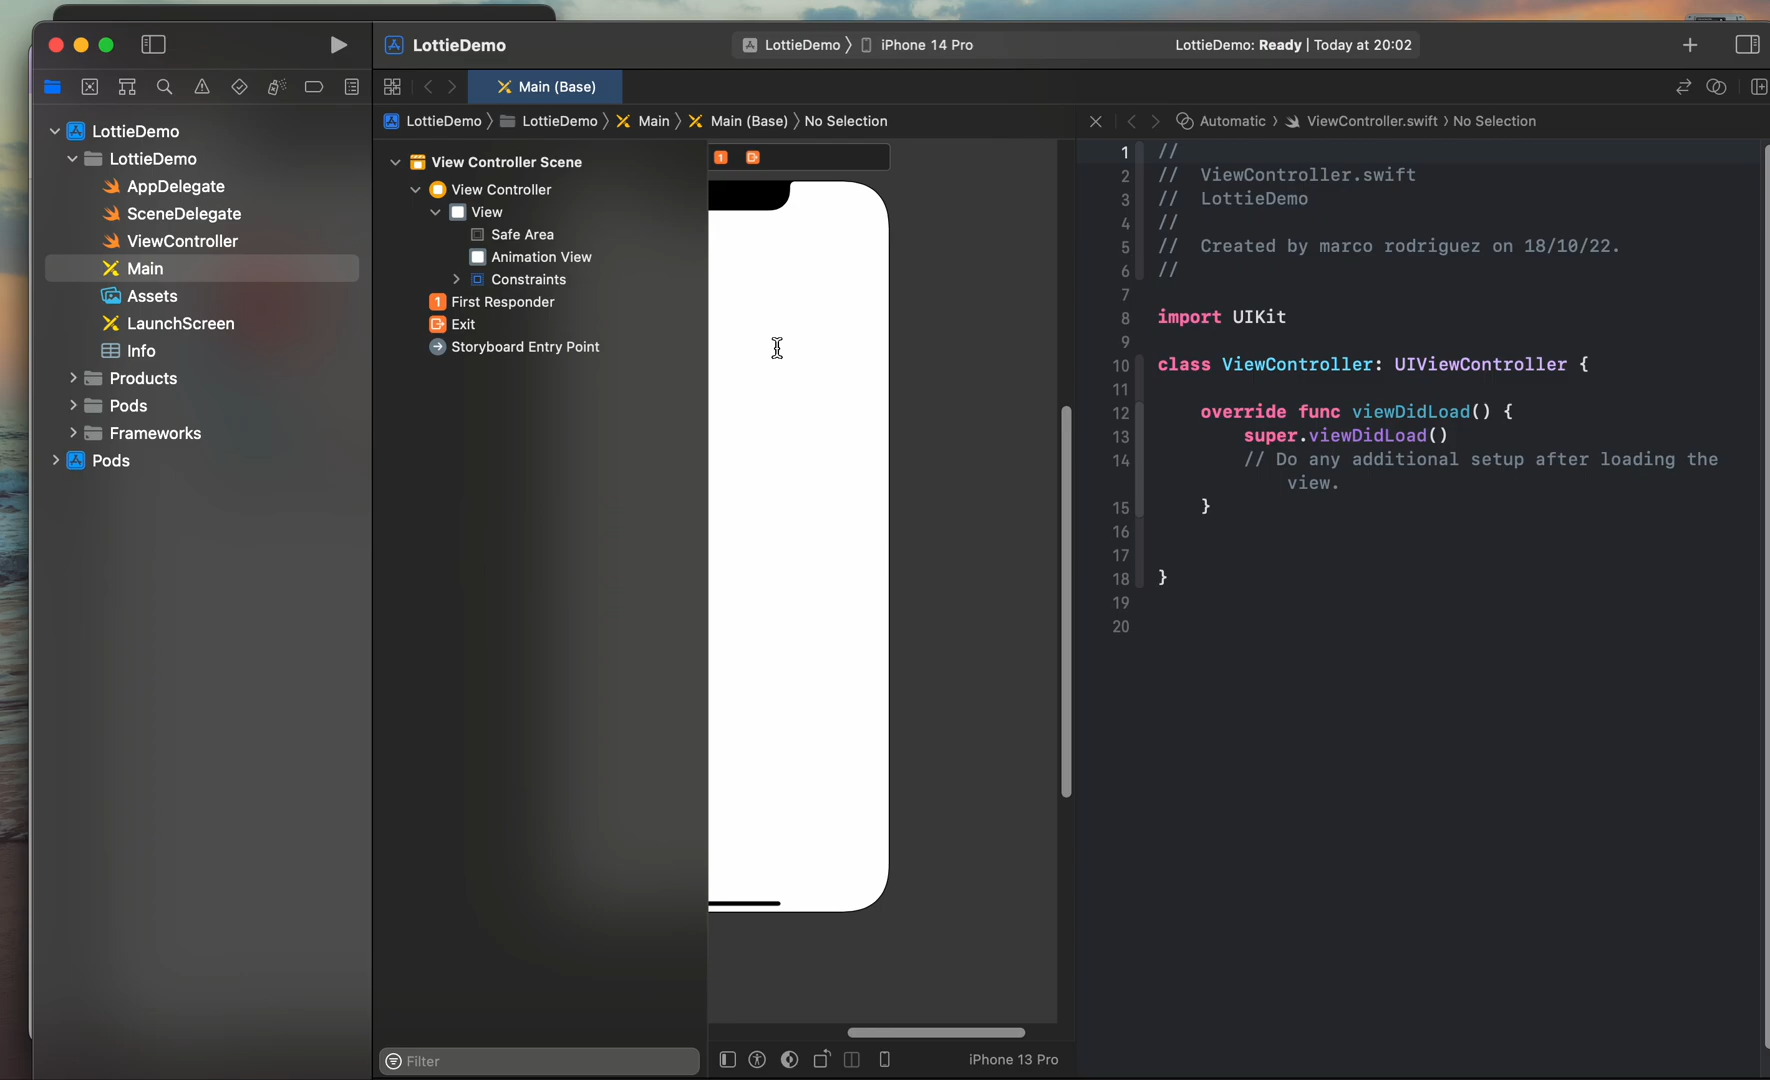 LottieDemo
LottieDemo 〉 iPhone 14 Pro
LottieDemo: Ready | Today at 20:02
Main (Base)
LottieDemo 〉 LottieDemo 〉 Main 〉 Main (Base) 〉 No Selection
Automatic › ViewController.swift › No Selection
LottieDemo
LottieDemo
AppDelegate
SceneDelegate
ViewController
Main
Assets
LaunchScreen
Info
Products
Pods
Frameworks
Pods
View Controller Scene
View Controller
View
Safe Area
Animation View
Constraints
1 First Responder
Exit
Storyboard Entry Point
Filter
1
iPhone 13 Pro
1 //
2 //  ViewController.swift
3 //  LottieDemo
4 //
5 //  Created by marco rodriguez on 18/10/22.
6 //
7
8 import UIKit
9
10 class ViewController: UIViewController {
11
12     override func viewDidLoad() {
13         super.viewDidLoad()
14         // Do any additional setup after loading the
view.
15     }
16
17
18 }
19
20